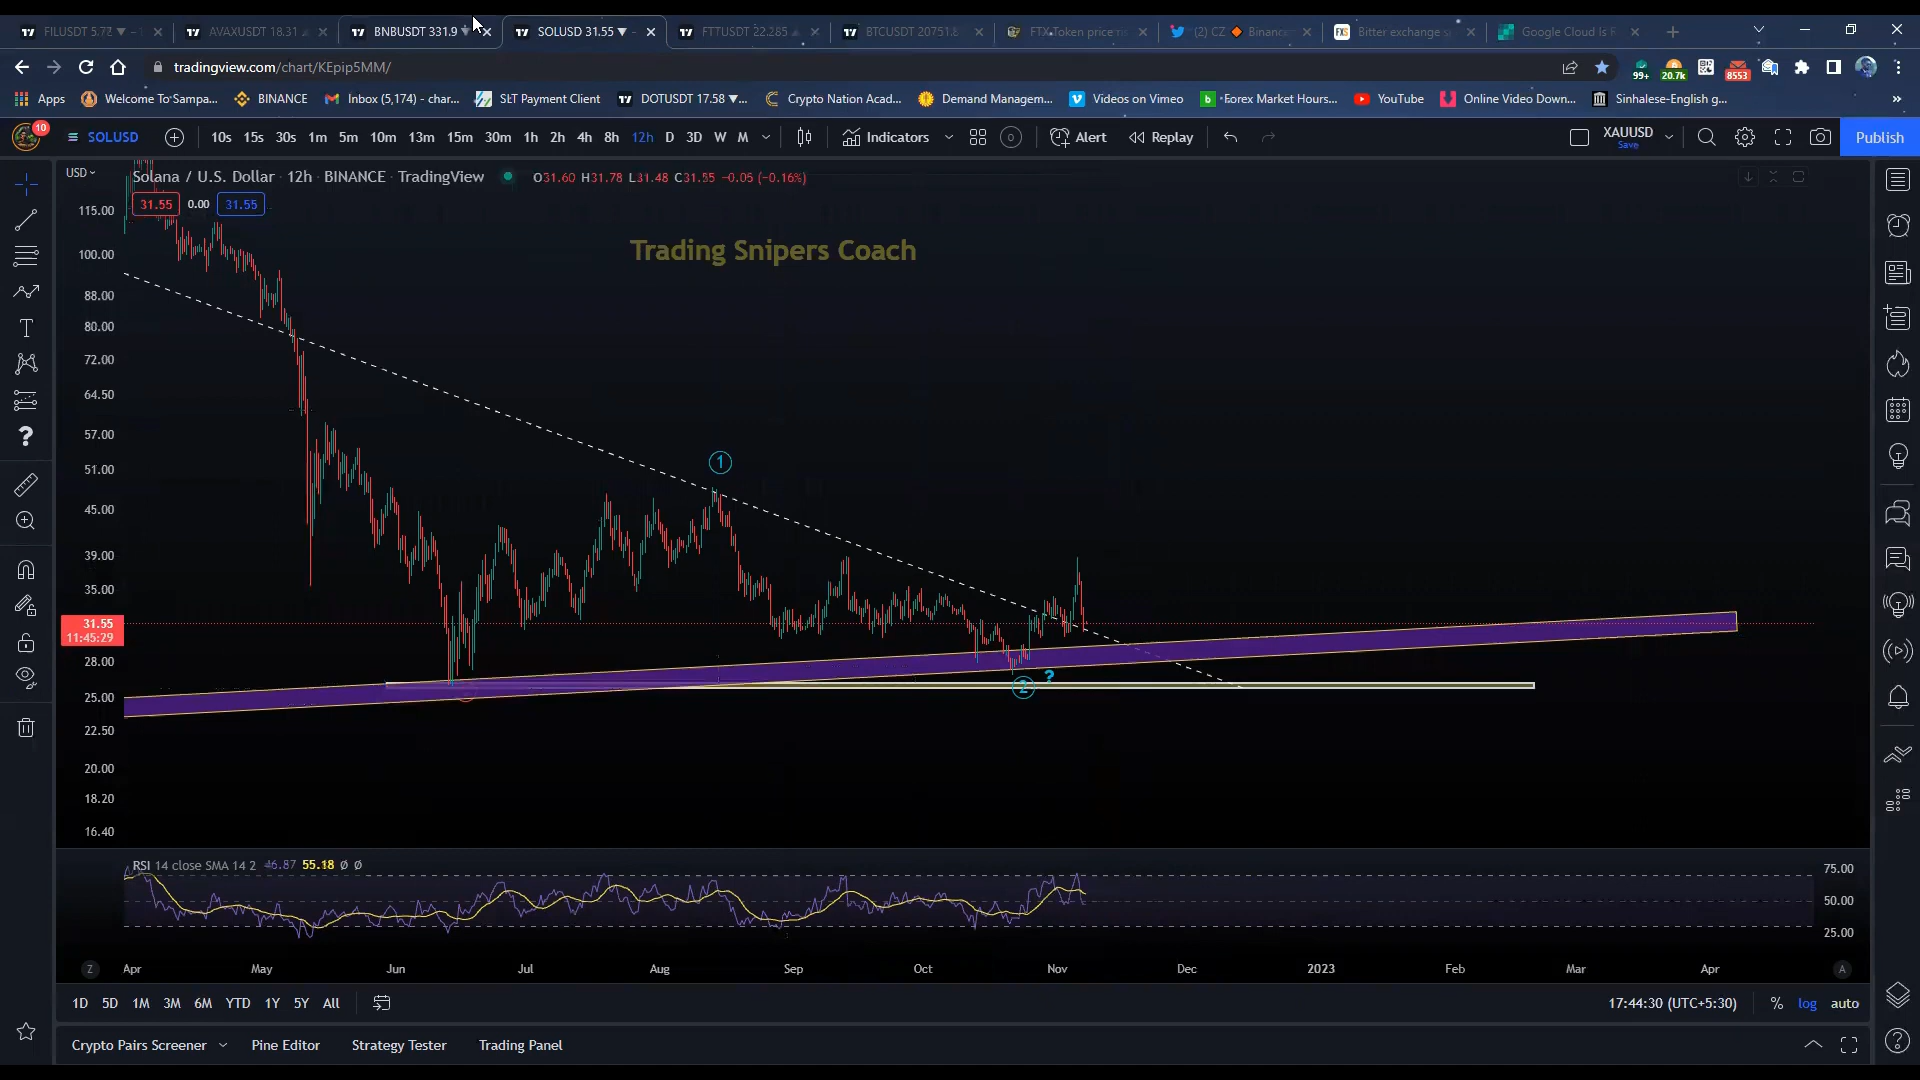 FILUSDT 5.72 ▼
AVAXUSDT 18.31 ▲
BNBUSDT 331.9 ▼
SOLUSD 31.55 ▼
FTTUSDT 22.285 ▲
BTCUSDT 20751.8
FTX Token price
(2) CZ 🔶 Binance
Bitter exchange
Google Cloud Is
tradingview.com/chart/KEpip5MM/
99+ 20.7k 8553
Apps Welcome To Sampa... BINANCE Inbox (5,174) - char... SLT Payment Client DOTUSDT 17.58 ▼... Crypto Nation Acad... Demand Managem... Videos on Vimeo Forex Market Hours... YouTube Online Video Down... Sinhalese-English g...
10
SOLUSD 10s 15s 30s 1m 5m 10m 13m 15m 30m 1h 2h 4h 8h 12h D 3D W M Indicators Alert Replay XAUUSD Publish
Save
USD
Solana / U.S. Dollar · 12h · BINANCE · TradingView O31.60 H31.78 L31.48 C31.55 −0.05 (−0.16%)
31.55 0.00 31.55
Trading Snipers Coach
115.00
100.00
88.00
80.00
72.00
64.50
57.00
51.00
45.00
39.00
35.00
31.55
11:45:29
28.00
25.00
22.50
20.00
18.20
16.40
1
2
?
RSI 14 close SMA 14 2 46.87 55.18 ø ø
75.00
50.00
25.00
Z Apr May Jun Jul Aug Sep Oct Nov Dec 2023 Feb Mar Apr A
1D 5D 1M 3M 6M YTD 1Y 5Y All 17:44:30 (UTC+5:30) % log auto
Crypto Pairs Screener Pine Editor Strategy Tester Trading Panel